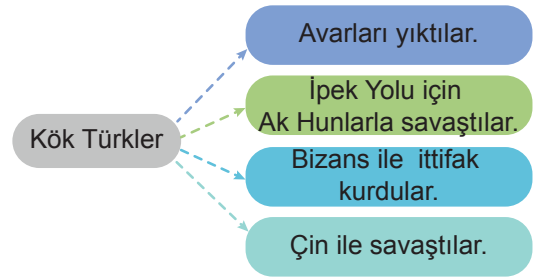 Kök Türkler
Avarları yıktılar.
İpek Yolu için
Ak Hunlarla savaştılar.
Bizans ile ittifak
kurdular.
Çin ile savaştılar.